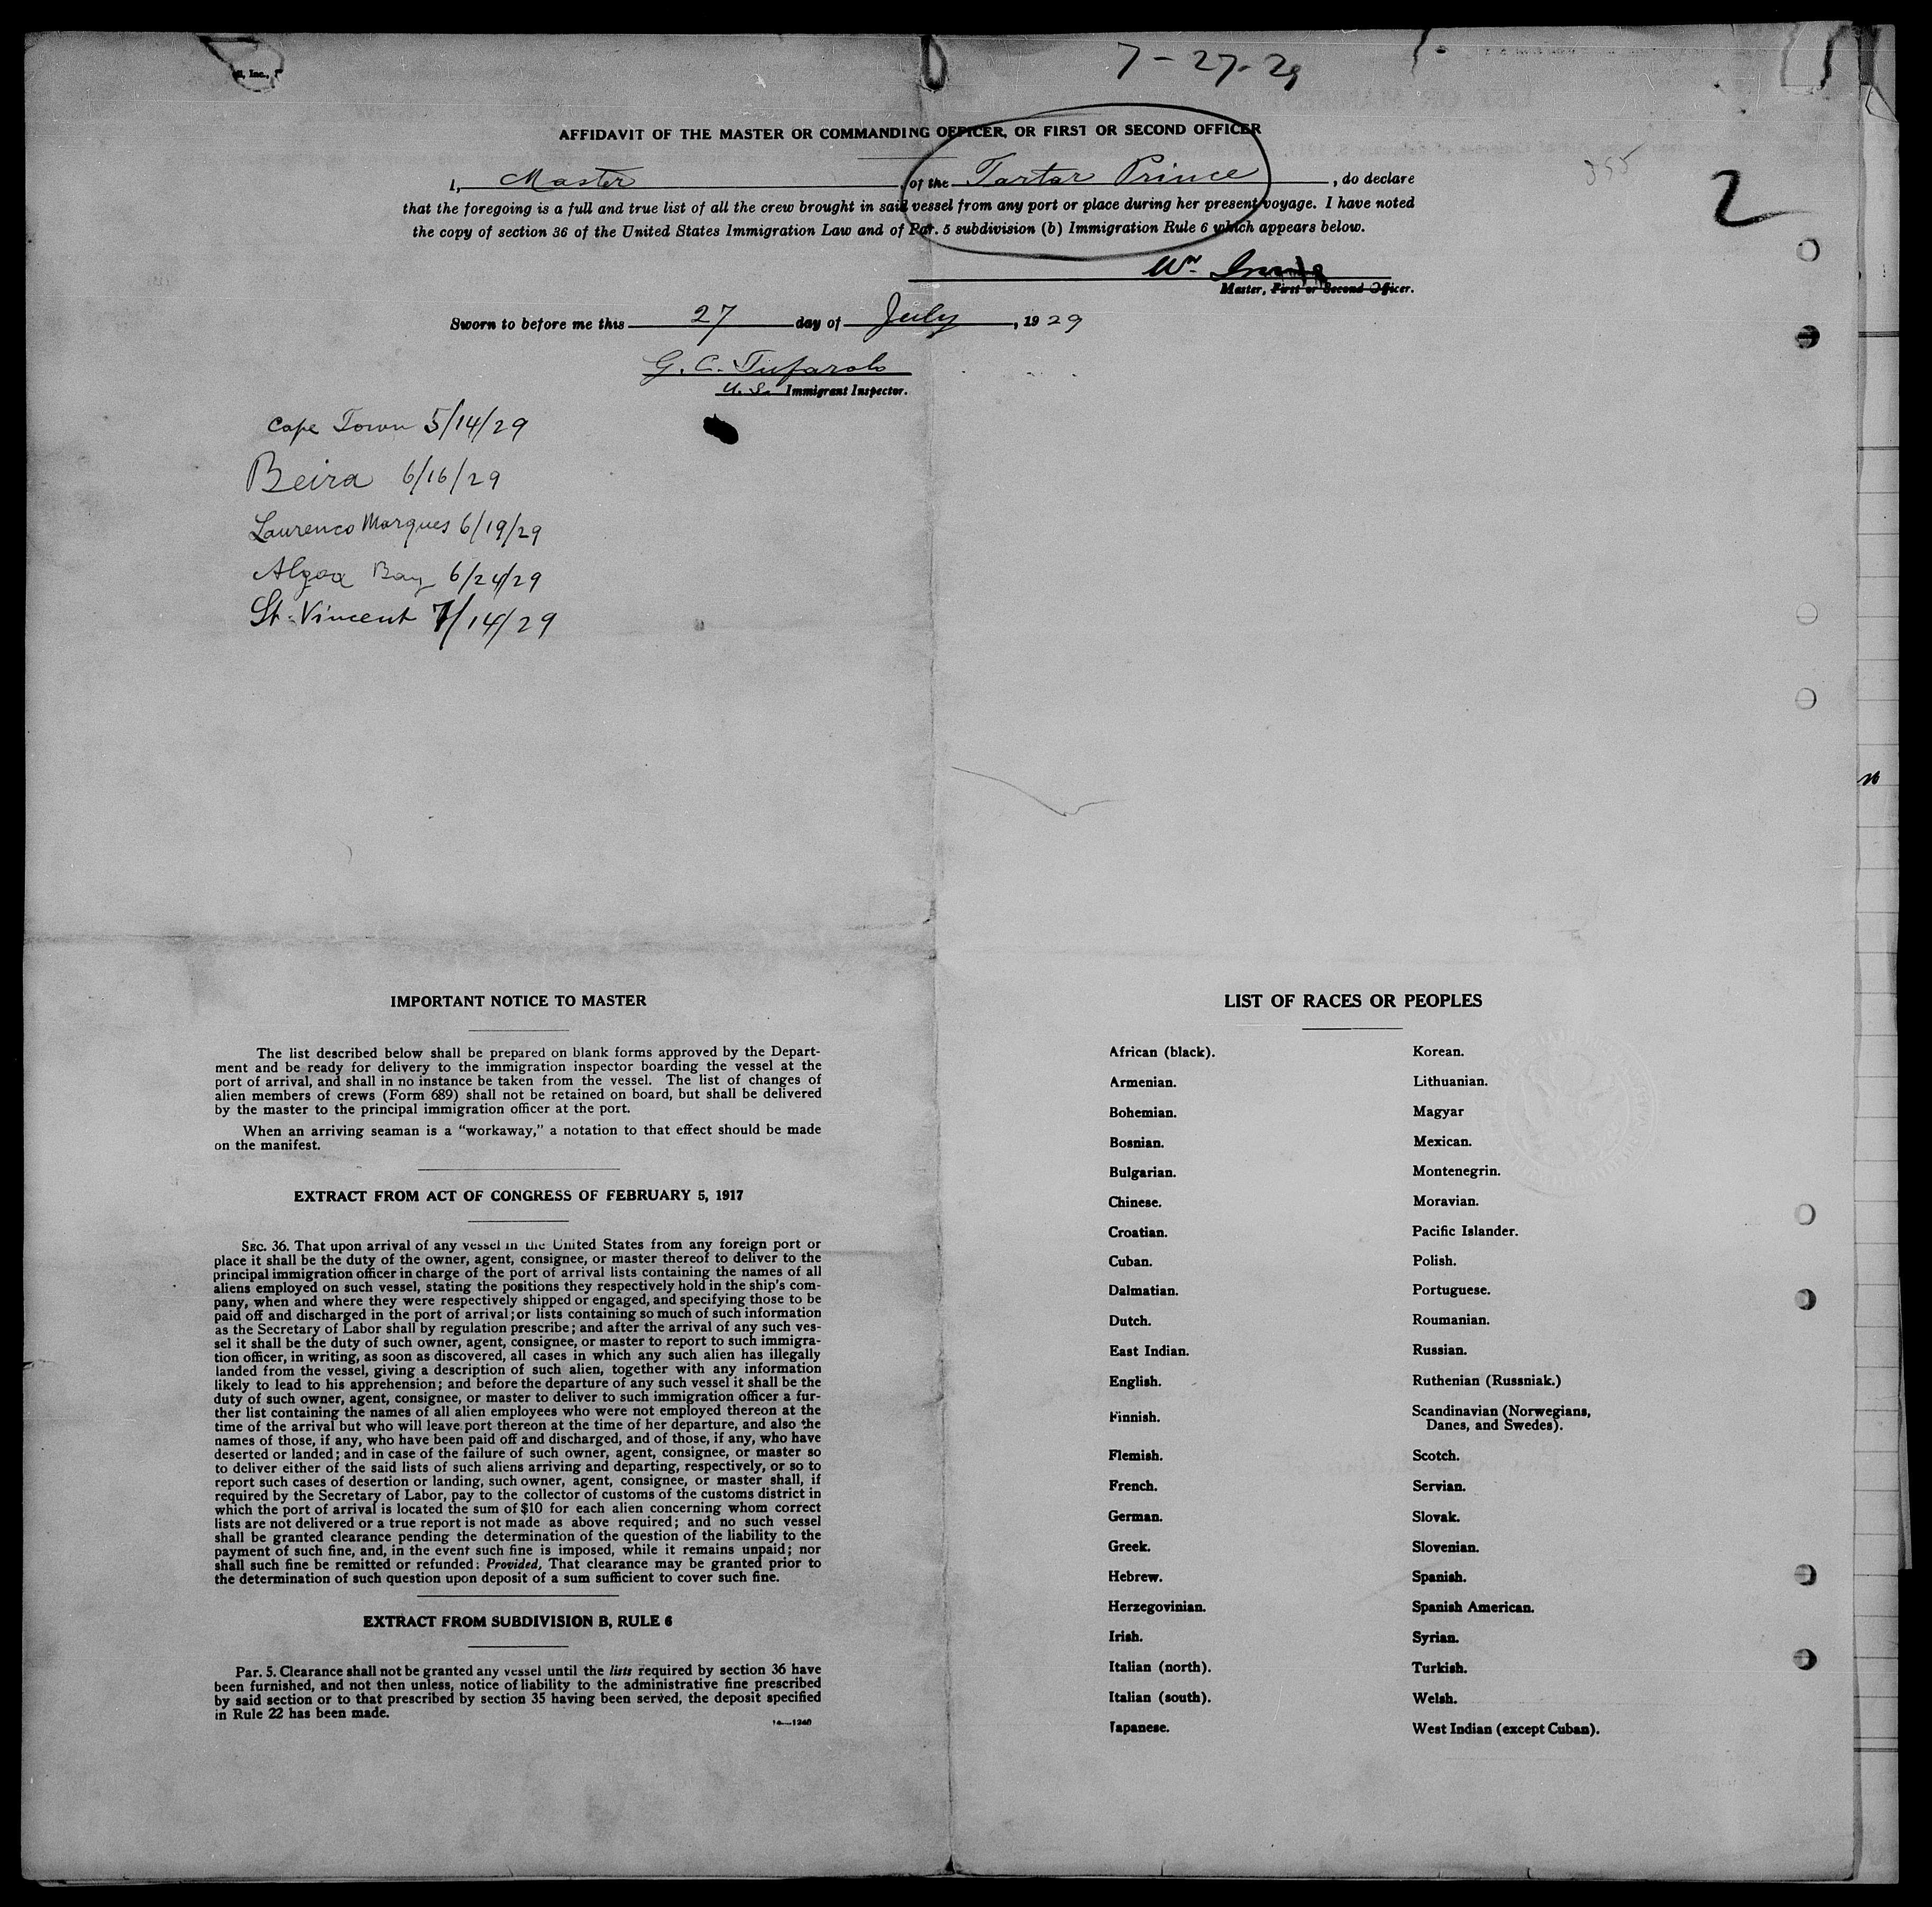 7-27-29
AFFIDAVIT OF THE MASTER OR COMMANDING OFFICER, OR FIRST OR SECOND OFFICER
355
2
I, Master, of the Tartar Prince, do declare
that the foregoing is a full and true list of all the crew brought in said vessel from any port or place during her present voyage. I have noted
the copy of section 36 of the United States Immigration Law and of Par. 5 subdivision (b) Immigration Rule 6 which appears below.
Wm
Master, First or Second Officer.
Sworn to before me this 27 day of July, 1929
G. C. Tufarolo
U. S. Immigrant Inspector.
Cape Town 5/14/29
Beira 6/16/29
Laurenco Marques 6/19/29
Algoa Bay 6/24/29
St. Vincent 7/14/29
IMPORTANT NOTICE TO MASTER
The list described below shall be prepared on blank forms approved by the Depart-
ment and be ready for delivery to the immigration inspector boarding the vessel at the
port of arrival, and shall in no instance be taken from the vessel. The list of changes of
alien members of crews (Form 689) shall not be retained on board, but shall be delivered
by the master to the principal immigration officer at the port.
When an arriving seaman is a "workaway," a notation to that effect should be made
on the manifest.
EXTRACT FROM ACT OF CONGRESS OF FEBRUARY 5, 1917
SEC. 36. That upon arrival of any vessel in the United States from any foreign port or
place it shall be the duty of the owner, agent, consignee, or master thereof to deliver to the
principal immigration officer in charge of the port of arrival lists containing the names of all
aliens employed on such vessel, stating the positions they respectively hold in the ship's com-
pany, when and where they were respectively shipped or engaged, and specifying those to be
paid off and discharged in the port of arrival; or lists containing so much of such information
as the Secretary of Labor shall by regulation prescribe; and after the arrival of any such ves-
sel it shall be the duty of such owner, agent, consignee, or master to report to such immigra-
tion officer, in writing, as soon as discovered, all cases in which any such alien has illegally
landed from the vessel, giving a description of such alien, together with any information
likely to lead to his apprehension; and before the departure of any such vessel it shall be the
duty of such owner, agent, consignee, or master to deliver to such immigration officer a fur-
ther list containing the names of all alien employees who were not employed thereon at the
time of the arrival but who will leave port thereon at the time of her departure, and also the
names of those, if any, who have been paid off and discharged, and of those, if any, who have
deserted or landed; and in case of the failure of such owner, agent, consignee, or master so
to deliver either of the said lists of such aliens arriving and departing, respectively, or so to
report such cases of desertion or landing, such owner, agent, consignee, or master shall, if
required by the Secretary of Labor, pay to the collector of customs of the customs district in
which the port of arrival is located the sum of $10 for each alien concerning whom correct
lists are not delivered or a true report is not made as above required; and no such vessel
shall be granted clearance pending the determination of the question of the liability to the
payment of such fine, and, in the event such fine is imposed, while it remains unpaid; nor
shall such fine be remitted or refunded: Provided, That clearance may be granted prior to
the determination of such question upon deposit of a sum sufficient to cover such fine.
EXTRACT FROM SUBDIVISION B, RULE 6
Par. 5. Clearance shall not be granted any vessel until the lists required by section 36 have
been furnished, and not then unless, notice of liability to the administrative fine prescribed
by said section or to that prescribed by section 35 having been served, the deposit specified
in Rule 22 has been made.
14—1240
LIST OF RACES OR PEOPLES
African (black).
Armenian.
Bohemian.
Bosnian.
Bulgarian.
Chinese.
Croatian.
Cuban.
Dalmatian.
Dutch.
East Indian.
English.
Finnish.
Flemish.
French.
German.
Greek.
Hebrew.
Herzegovinian.
Irish.
Italian (north).
Italian (south).
Japanese.
Korean.
Lithuanian.
Magyar
Mexican.
Montenegrin.
Moravian.
Pacific Islander.
Polish.
Portuguese.
Roumanian.
Russian.
Ruthenian (Russniak.)
Scandinavian (Norwegians,
Danes, and Swedes).
Scotch.
Servian.
Slovak.
Slovenian.
Spanish.
Spanish American.
Syrian.
Turkish.
Welsh.
West Indian (except Cuban).